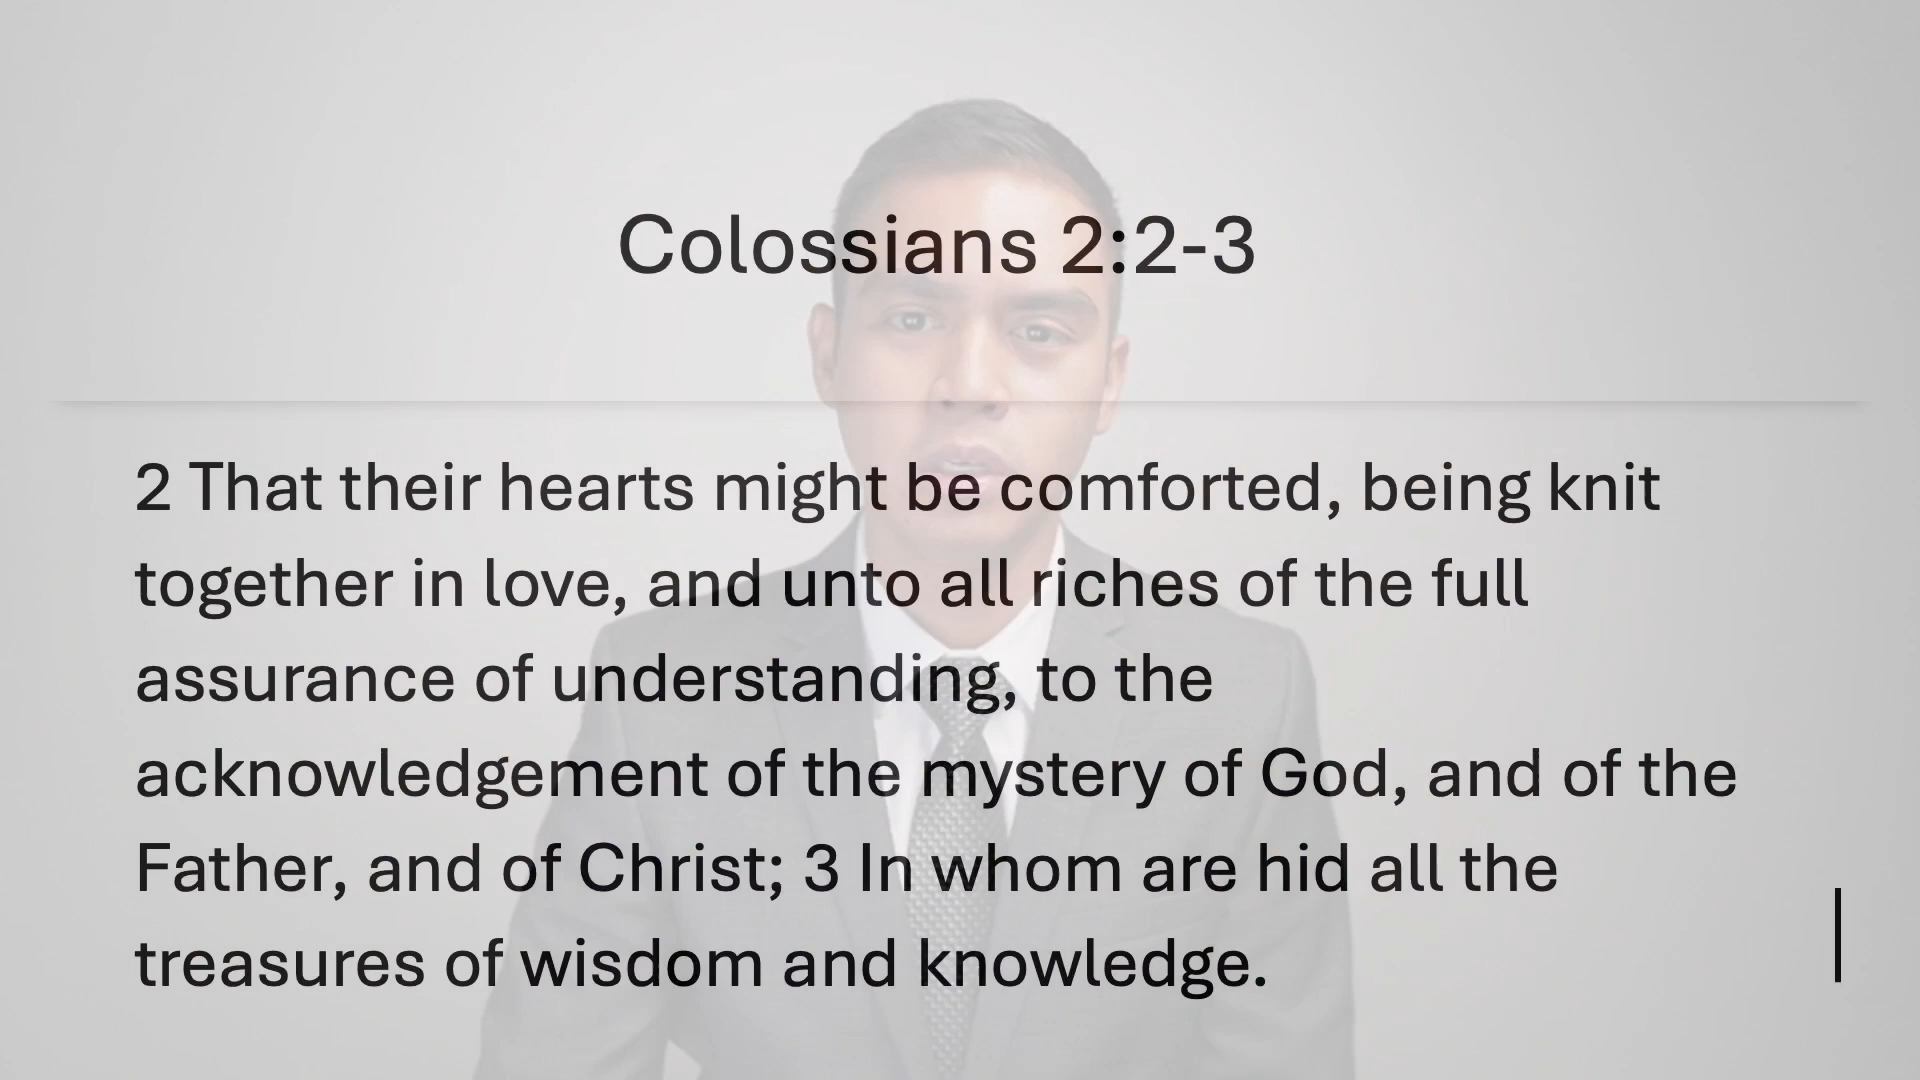 Colossians 2:2-3
2 That their hearts might be comforted, being knit
together in love, and unto all riches of the full
assurance of understanding, to the
acknowledgement of the mystery of God, and of the
Father, and of Christ; 3 In whom are hid all the
treasures of wisdom and knowledge.